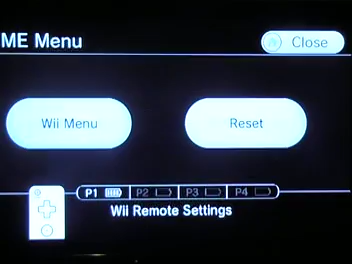 ME Menu
Close
Wii Menu
Reset
P1 P2 P3 P4
Wii Remote Settings